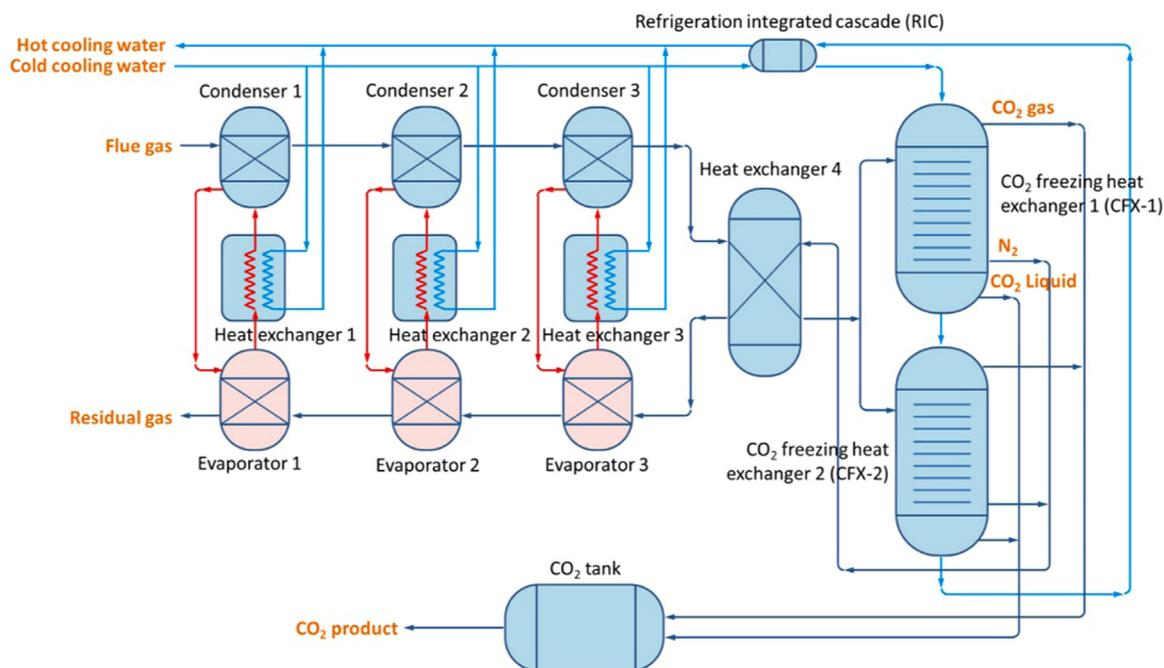 Refrigeration integrated cascade (RIC)
Hot cooling water
Cold cooling water
Condenser 1
Condenser 2
Condenser 3
CO₂ gas
Flue gas
Heat exchanger 4
CO₂ freezing heat
exchanger 1 (CFX-1)
N₂
CO₂ Liquid
Heat exchanger 1
Heat exchanger 2
Heat exchanger 3
Residual gas
Evaporator 1
Evaporator 2
Evaporator 3
CO₂ freezing heat
exchanger 2 (CFX-2)
CO₂ tank
CO₂ product